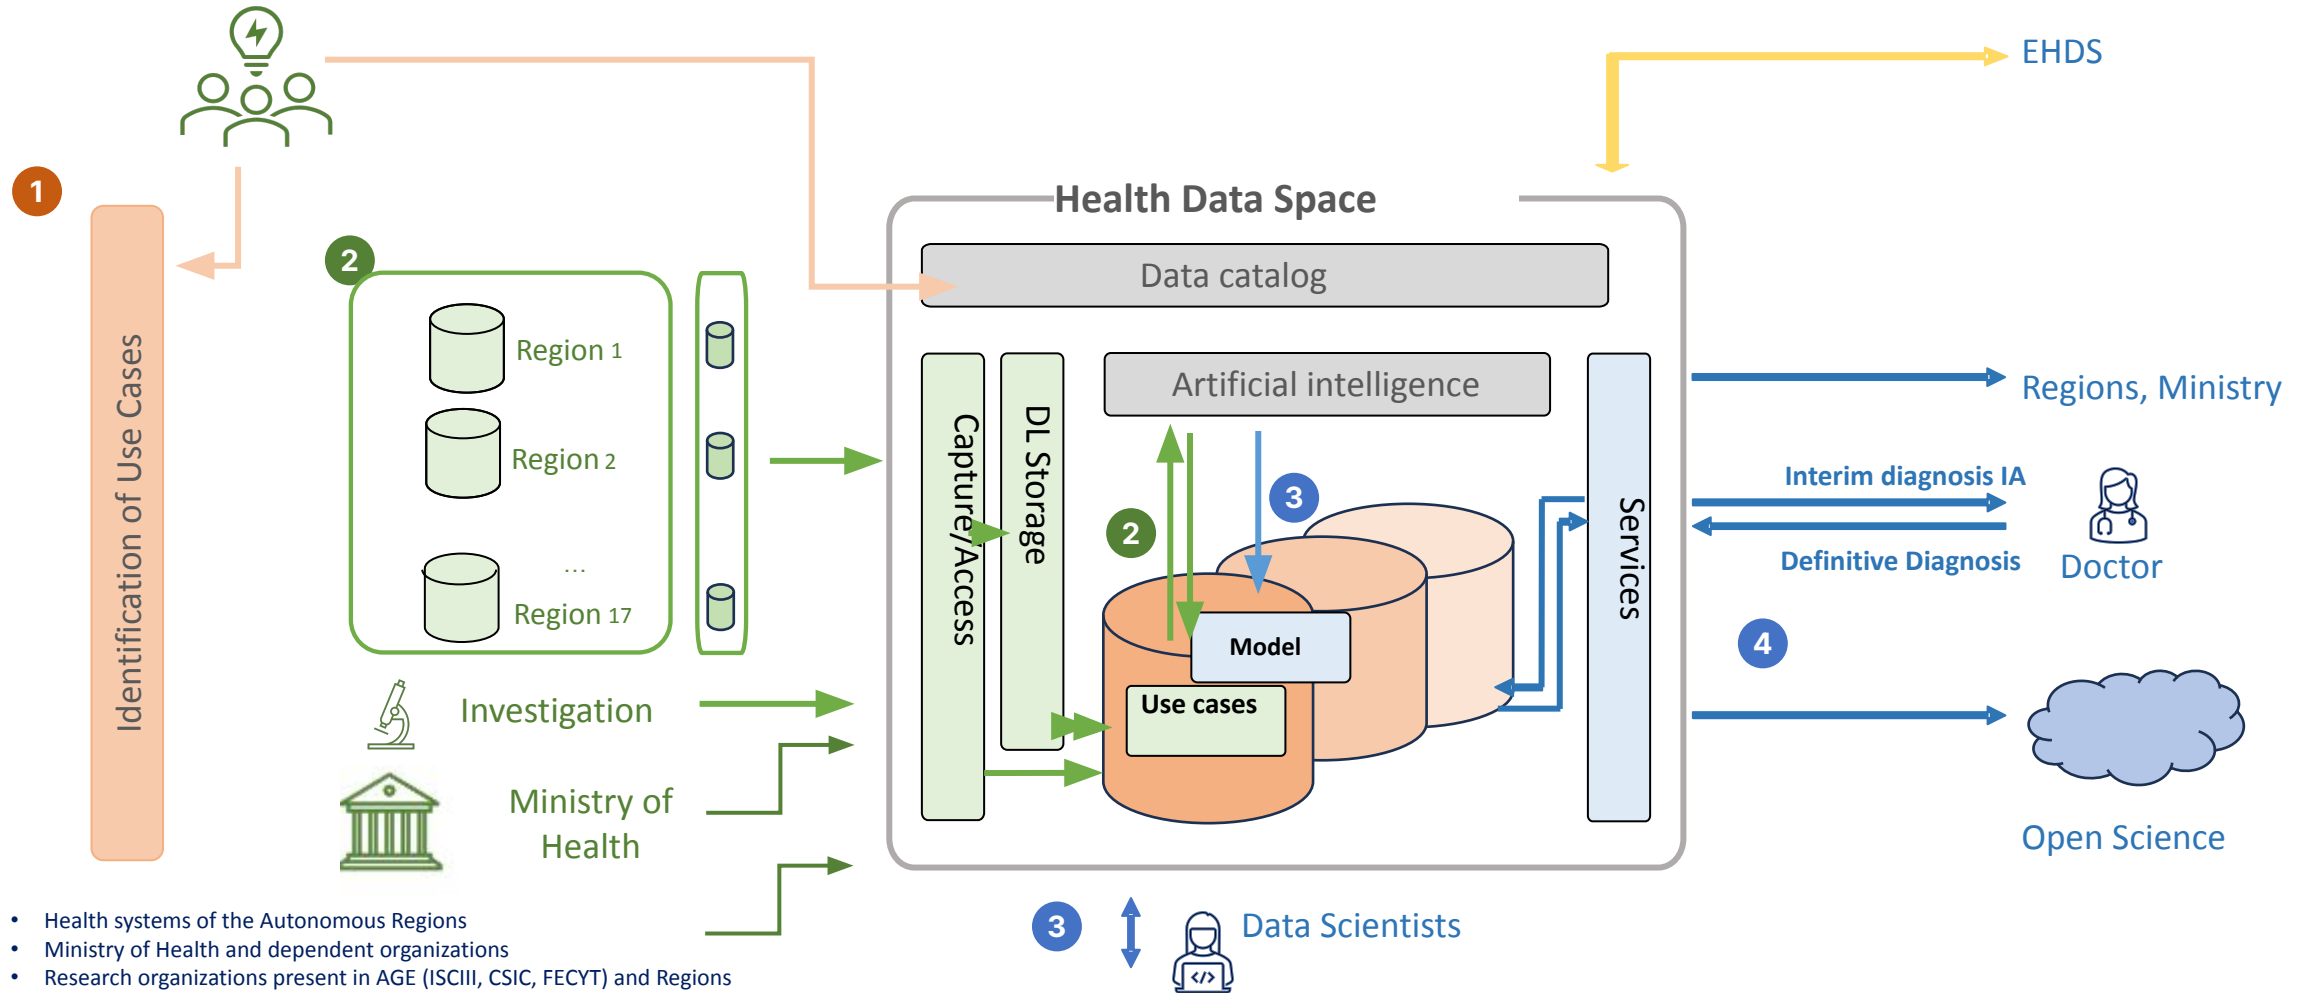 EHDS
1
Health Data Space
2
Data catalog
Identification of Use Cases
Region 1
Artificial intelligence
Regions, Ministry
Capture/Access
DL Storage
Region 2
Services
Interim diagnosis IA
3
2
Definitive Diagnosis
Doctor
...
Region 17
Model
4
Use cases
Investigation
Ministry of
Health
Open Science
3
Data Scientists
• Health systems of the Autonomous Regions
• Ministry of Health and dependent organizations
• Research organizations present in AGE (ISCIII, CSIC, FECYT) and Regions
</>